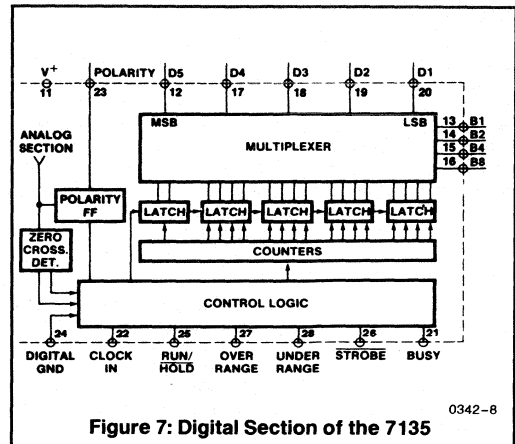 V+ POLARITY D5 D4 D3 D2 D1
11 23 12 17 18 19 20
MSB LSB
13 B1
14 B2
15 B4
16 B8
MULTIPLEXER
ANALOG
SECTION
POLARITY
FF
LATCH LATCH LATCH LATCH LATCH
ZERO
CROSS.
DET.
COUNTERS
CONTROL LOGIC
24 22 25 27 28 26 21
DIGITAL
GND
CLOCK
IN
RUN/
HOLD
OVER
RANGE
UNDER
RANGE
STROBE
BUSY
0342-8
Figure 7: Digital Section of the 7135